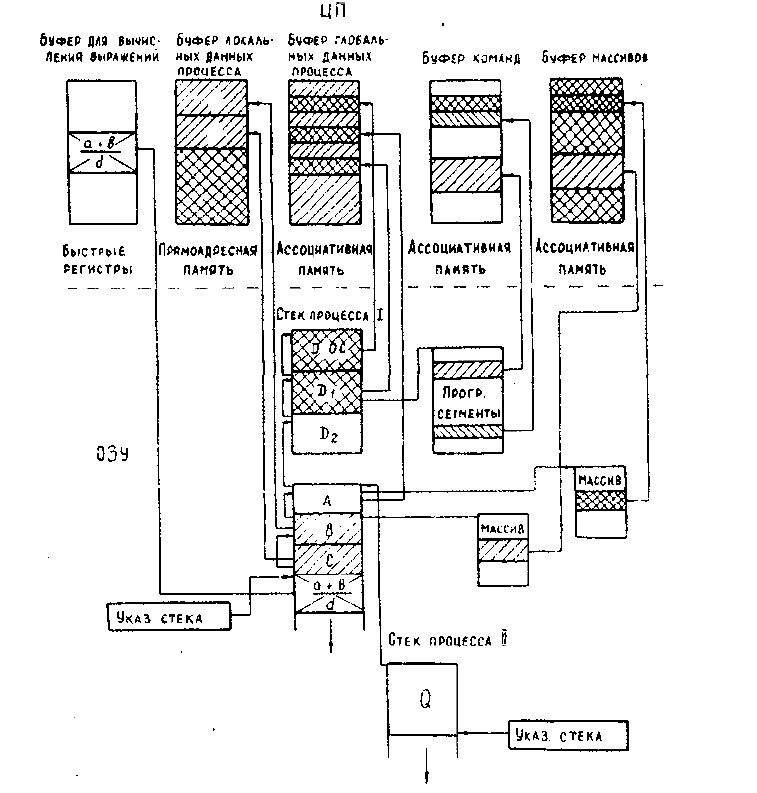 ЦП
БУФЕР ДЛЯ ВЫЧИС-
ЛЕНИЯ ВЫРАЖЕНИЙ
БУФЕР ЛОКАЛЬ-
НЫХ ДАННЫХ
ПРОЦЕССА
БУФЕР ГЛОБАЛЬ-
НЫХ ДАННЫХ
ПРОЦЕССА
БУФЕР КОМАНД
БУФЕР МАССИВОВ
a + b
d
БЫСТРЫЕ
РЕГИСТРЫ
ПРЯМОАДРЕСНАЯ
ПАМЯТЬ
АССОЦИАТИВНАЯ
ПАМЯТЬ
АССОЦИАТИВНАЯ
ПАМЯТЬ
АССОЦИАТИВНАЯ
ПАМЯТЬ
СТЕК ПРОЦЕССА I
D ОС
D1
D2
ПРОГР.
СЕГМЕНТЫ
ОЗУ
A
B
C
a + b
d
МАССИВ
МАССИВ
УКАЗ. СТЕКА
СТЕК ПРОЦЕССА II
Q
УКАЗ. СТЕКА